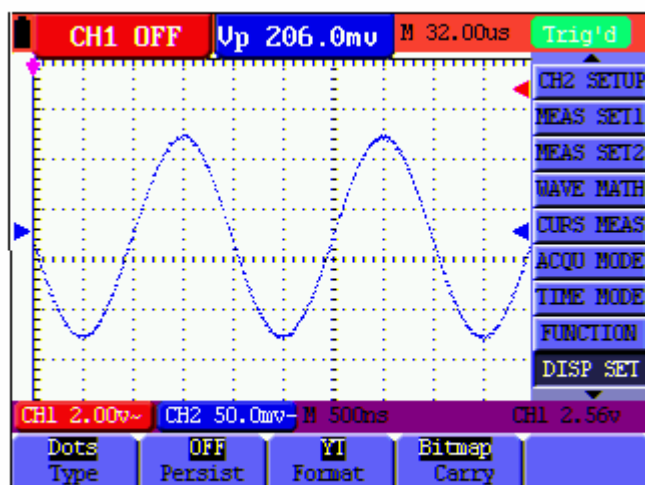 CH1 OFF Vp 206.0mv M 32.00us Trig'd
CH2 SETUP
MEAS SET1
MEAS SET2
WAVE MATH
CURS MEAS
ACQU MODE
TIME MODE
FUNCTION
DISP SET
CH1 2.00v~ CH2 50.0mv- M 500ns CH1 2.56v
Dots OFF YT Bitmap
Type Persist Format Carry